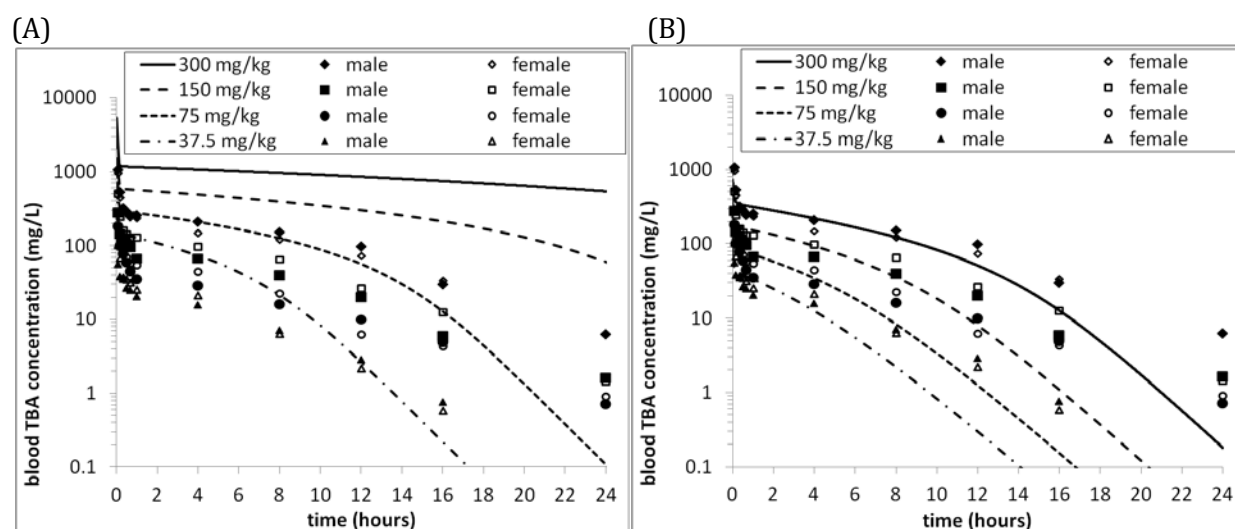 (A)
300 mg/kg male female
150 mg/kg male female
75 mg/kg male female
37.5 mg/kg male female
10000
1000
100
10
1
0.1
blood TBA concentration (mg/L)
0 2 4 6 8 10 12 14 16 18 20 22 24
time (hours)
(B)
300 mg/kg male female
150 mg/kg male female
75 mg/kg male female
37.5 mg/kg male female
10000
1000
100
10
1
0.1
blood TBA concentration (mg/L)
0 2 4 6 8 10 12 14 16 18 20 22 24
time (hours)